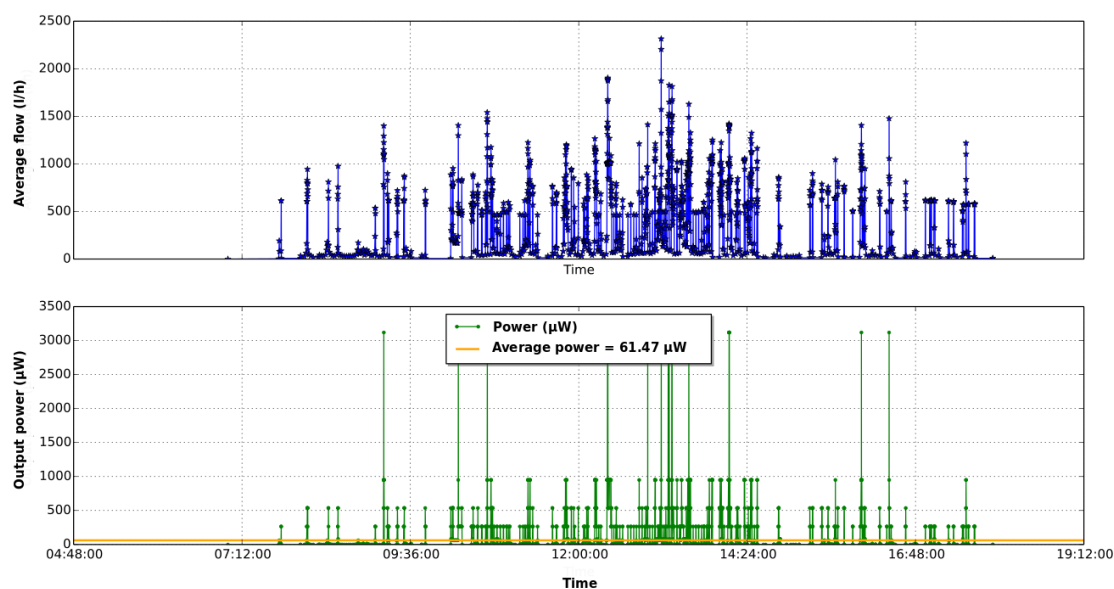 2500
2000
1500
1000
500
0
Average flow (l/h)
Time
3500
3000
2500
2000
1500
1000
500
0
Output power (μW)
Power (μW)
Average power = 61.47 μW
04:48:00 07:12:00 09:36:00 12:00:00 14:24:00 16:48:00 19:12:00
Time